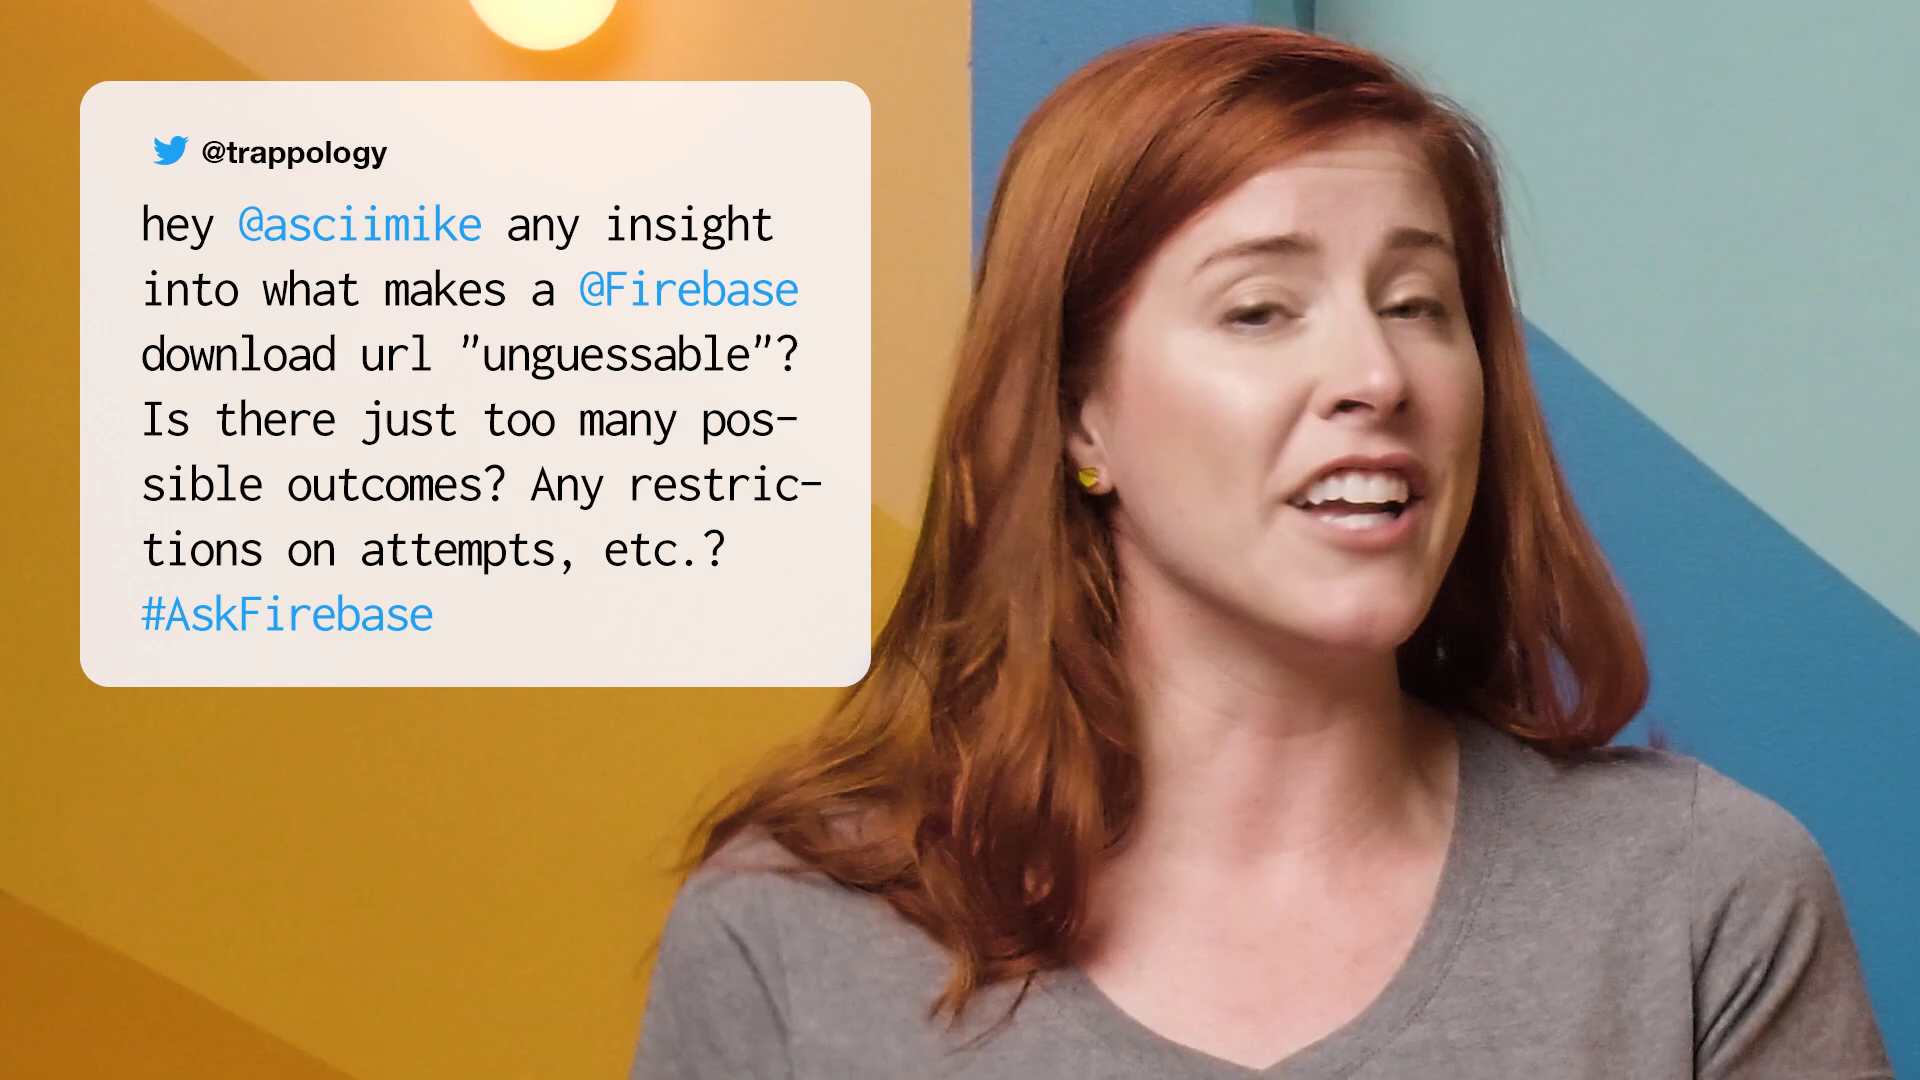 @trappology
hey @asciimike any insight
into what makes a @Firebase
download url "unguessable"?
Is there just too many pos-
sible outcomes? Any restric-
tions on attempts, etc.?
#AskFirebase